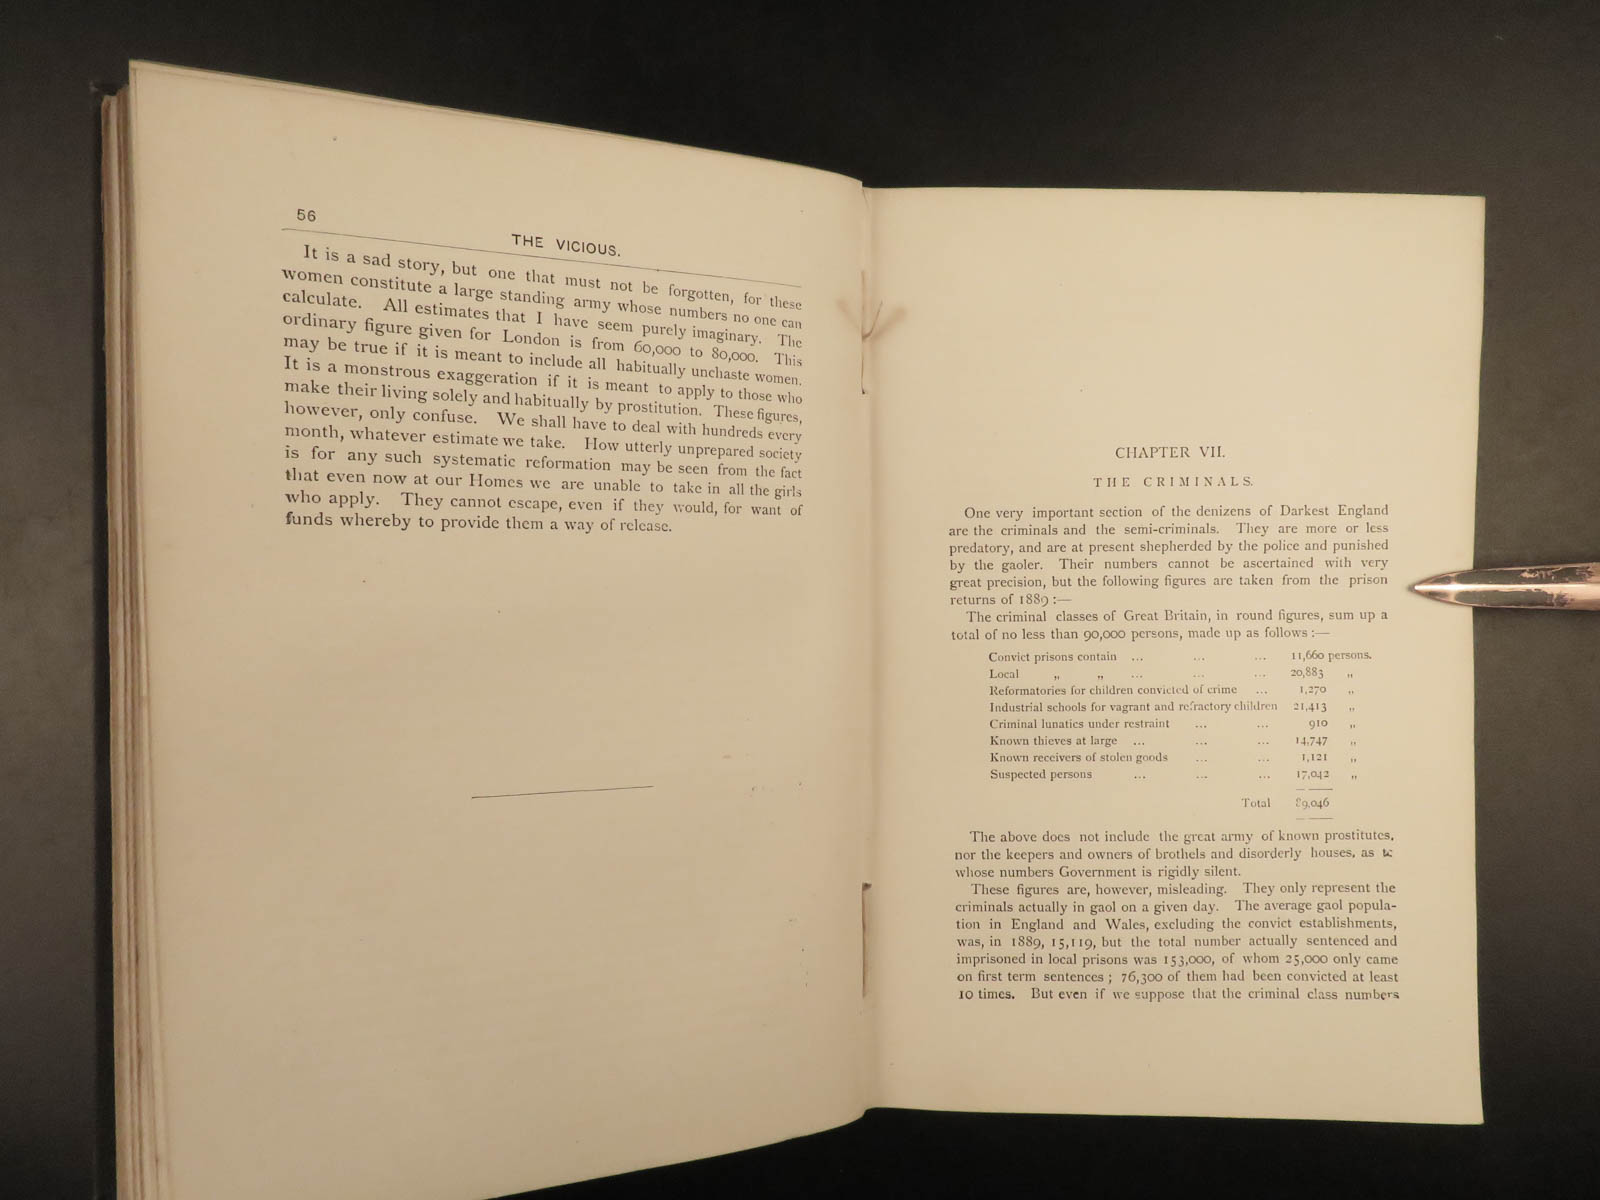 56
THE VICIOUS.
It is a sad story, but one that must not be forgotten, for these
women constitute a large standing army whose numbers no one can
calculate. All estimates that I have seem purely imaginary. The
ordinary figure given for London is from 60,000 to 80,000. This
may be true if it is meant to include all habitually unchaste women.
It is a monstrous exaggeration if it is meant to apply to those who
make their living solely and habitually by prostitution. These figures,
however, only confuse. We shall have to deal with hundreds every
month, whatever estimate we take. How utterly unprepared society
is for any such systematic reformation may be seen from the fact
that even now at our Homes we are unable to take in all the girls
who apply. They cannot escape, even if they would, for want of
funds whereby to provide them a way of release.
CHAPTER VII.
THE CRIMINALS.
One very important section of the denizens of Darkest England
are the criminals and the semi-criminals. They are more or less
predatory, and are at present shepherded by the police and punished
by the gaoler. Their numbers cannot be ascertained with very
great precision, but the following figures are taken from the prison
returns of 1889 :—
The criminal classes of Great Britain, in round figures, sum up a
total of no less than 90,000 persons, made up as follows :—
Convict prisons contain ... ... ... 11,660 persons.
Local „ „ ... ... ... 20,883 „
Reformatories for children convicted of crime ... 1,270 „
Industrial schools for vagrant and refractory children 21,413 „
Criminal lunatics under restraint ... ... 910 „
Known thieves at large ... ... ... 14,747 „
Known receivers of stolen goods ... ... 1,121 „
Suspected persons ... ... ... 17,042 „
Total 89,046
The above does not include the great army of known prostitutes,
nor the keepers and owners of brothels and disorderly houses, as to
whose numbers Government is rigidly silent.
These figures are, however, misleading. They only represent the
criminals actually in gaol on a given day. The average gaol popula-
tion in England and Wales, excluding the convict establishments,
was, in 1889, 15,119, but the total number actually sentenced and
imprisoned in local prisons was 153,000, of whom 25,000 only came
on first term sentences ; 76,300 of them had been convicted at least
10 times. But even if we suppose that the criminal class numbers